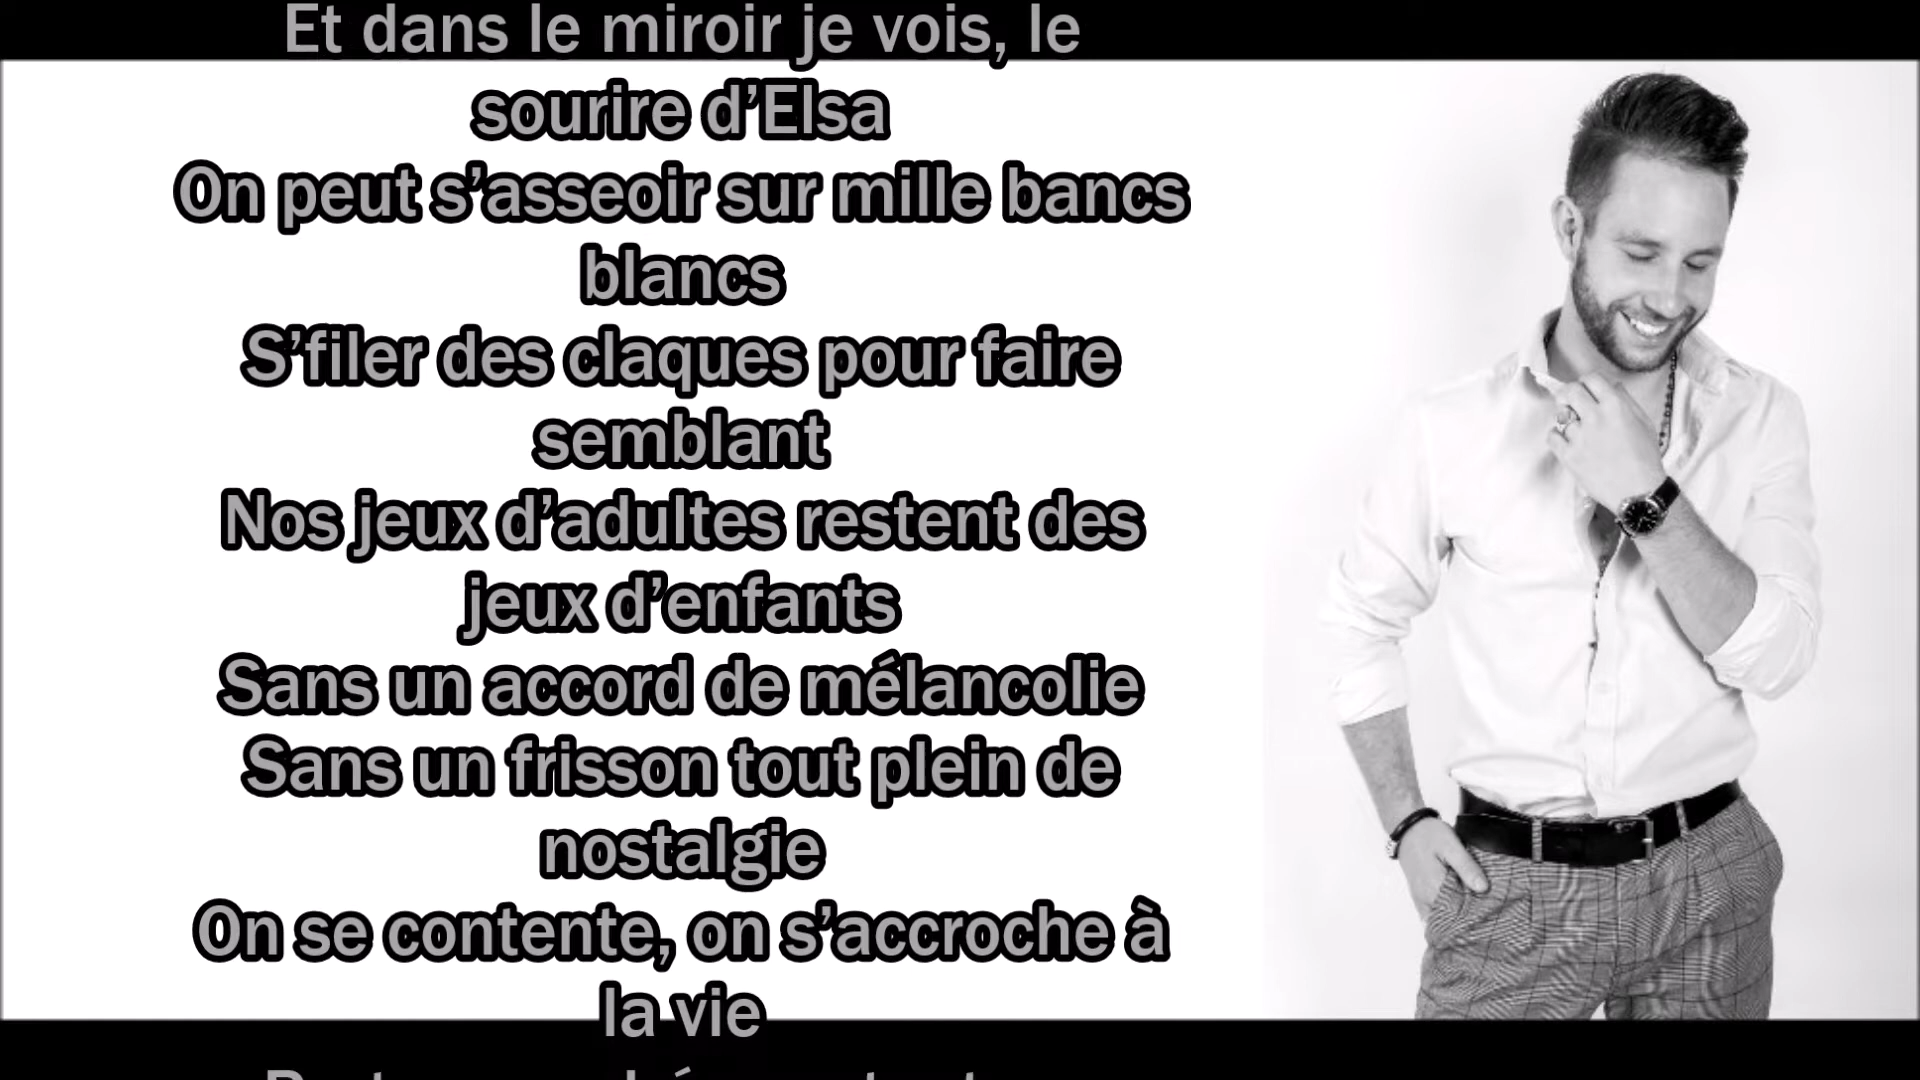 Et dans le miroir je vois, le
sourire d’Elsa
On peut s’asseoir sur mille bancs
blancs
S’filer des claques pour faire
semblant
Nos jeux d’adultes restent des
jeux d’enfants
Sans un accord de mélancolie
Sans un frisson tout plein de
nostalgie
On se contente, on s’accroche à
la vie